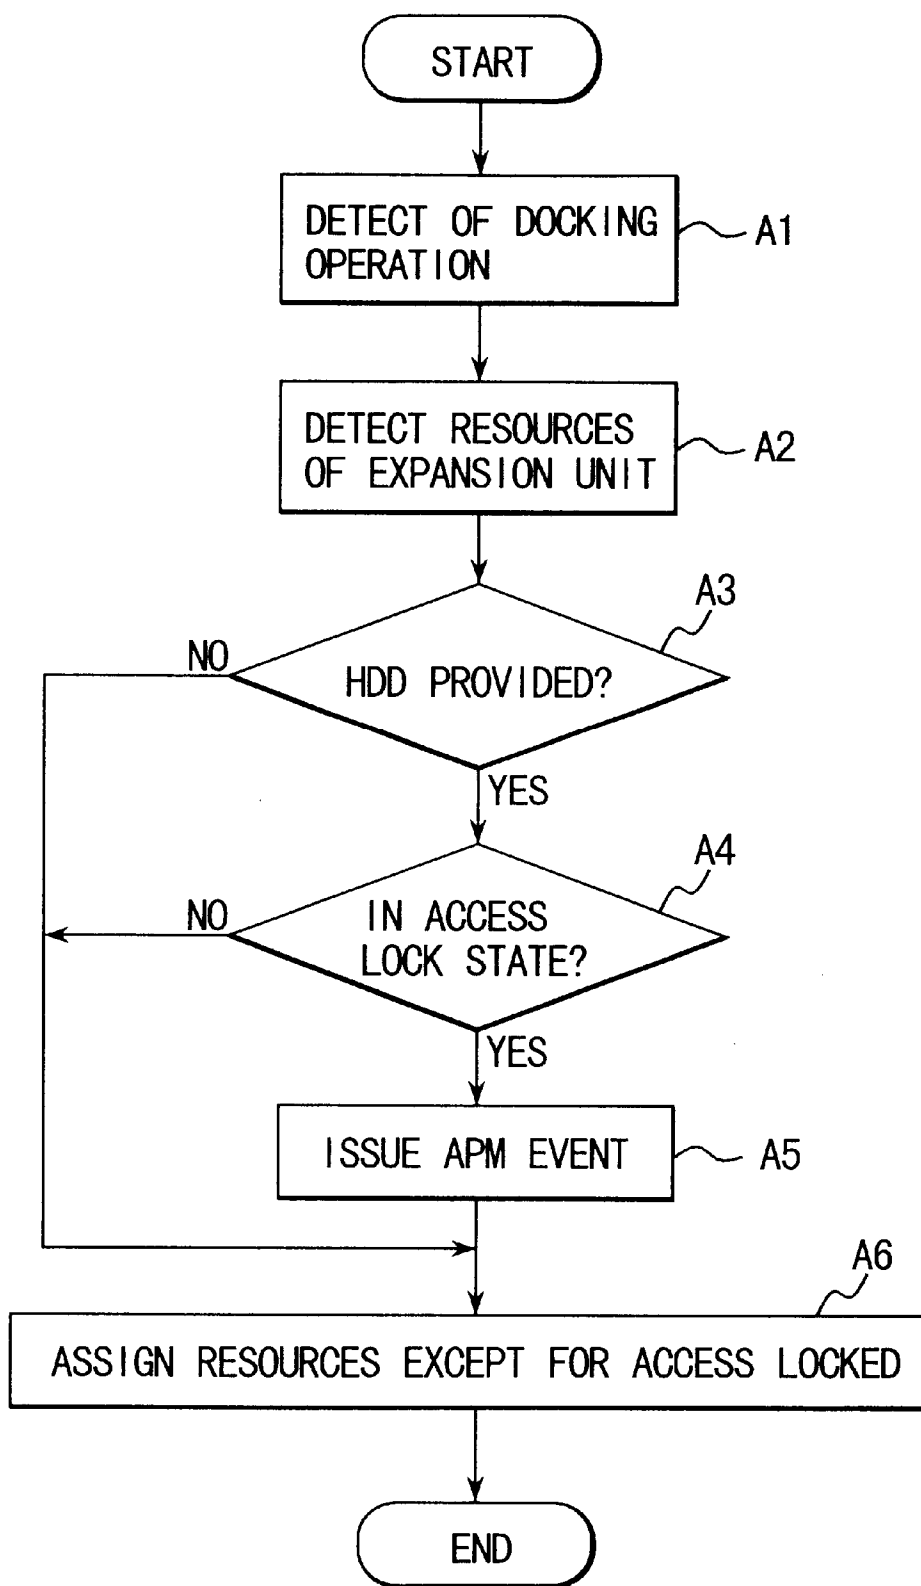 START
DETECT OF DOCKING
OPERATION
A1
DETECT RESOURCES
OF EXPANSION UNIT
A2
A3
NO
HDD PROVIDED?
YES
A4
NO
IN ACCESS
LOCK STATE?
YES
ISSUE APM EVENT
A5
A6
ASSIGN RESOURCES EXCEPT FOR ACCESS LOCKED
END